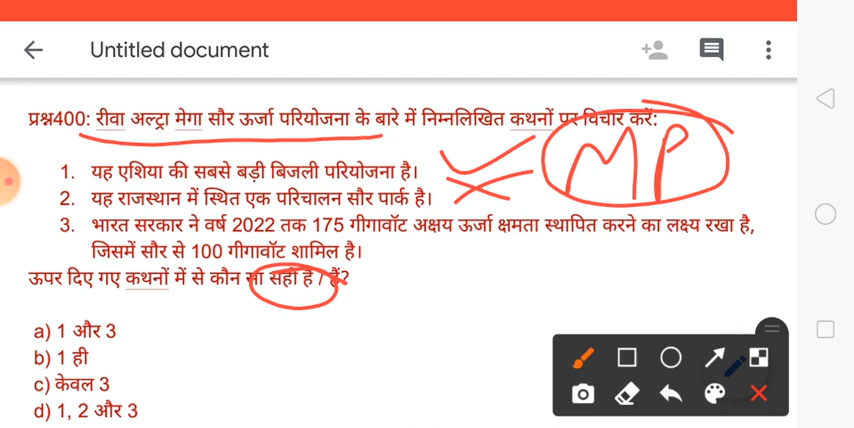 Untitled document
प्रश्न400: रीवा अल्ट्रा मेगा सौर ऊर्जा परियोजना के बारे में निम्नलिखित कथनों पर विचार करें:
MP
1. यह एशिया की सबसे बड़ी बिजली परियोजना है।
2. यह राजस्थान में स्थित एक परिचालन सौर पार्क है।
3. भारत सरकार ने वर्ष 2022 तक 175 गीगावॉट अक्षय ऊर्जा क्षमता स्थापित करने का लक्ष्य रखा है,
जिसमें सौर से 100 गीगावॉट शामिल है।
ऊपर दिए गए कथनों में से कौन सा सही है / हैं?
a) 1 और 3
b) 1 ही
c) केवल 3
d) 1, 2 और 3